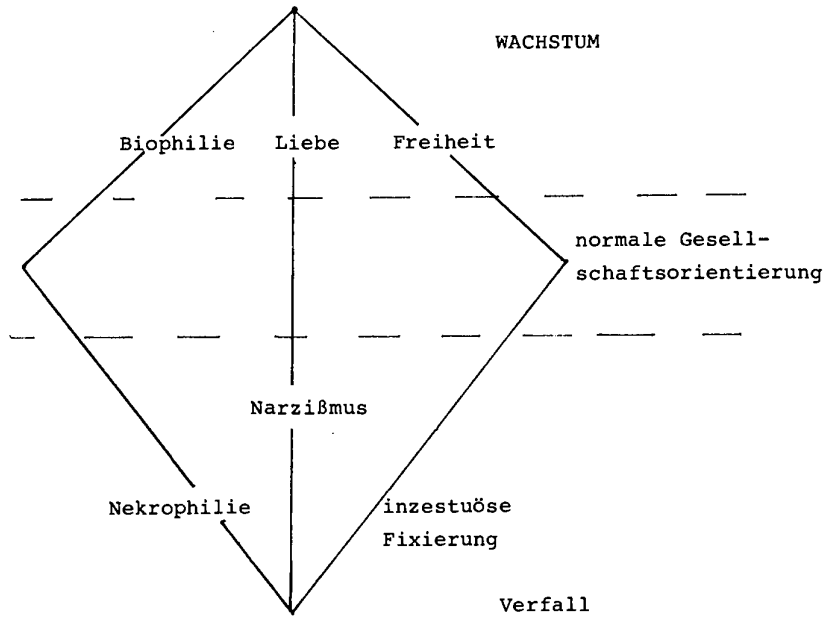 WACHSTUM
Biophilie Liebe Freiheit
normale Gesell-
schaftsorientierung
Narzißmus
Nekrophilie
inzestuöse
Fixierung
Verfall